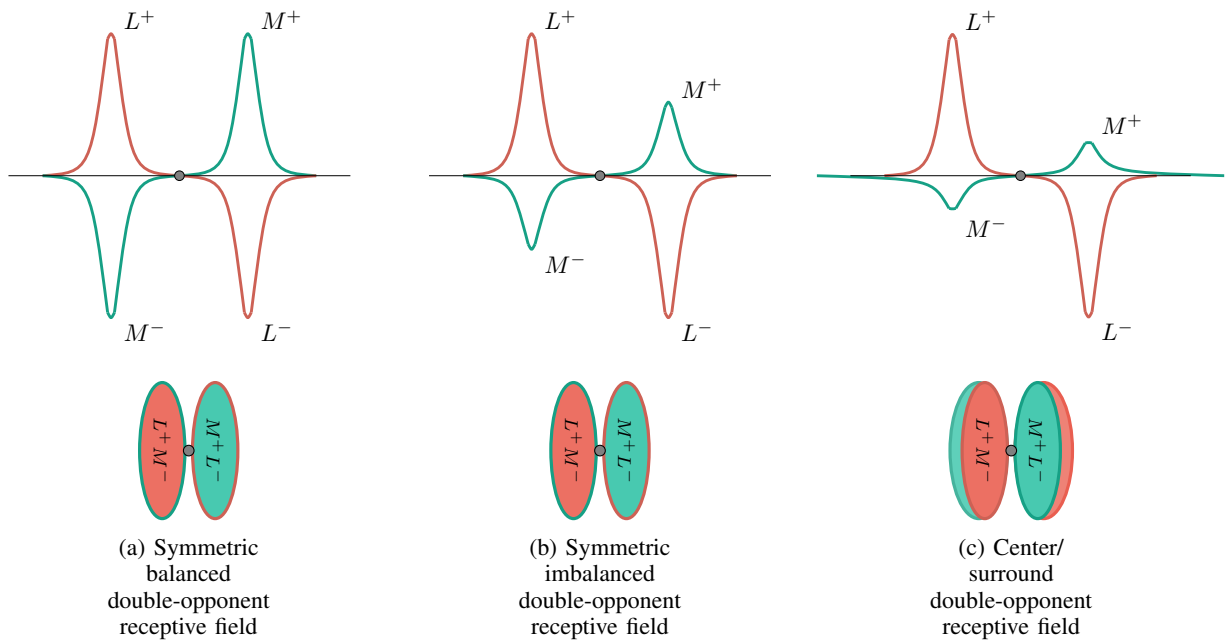 L⁺ M⁺
M⁻ L⁻
L⁺M⁻ M⁺L⁻
(a) Symmetric
balanced
double-opponent
receptive field
L⁺
M⁺
M⁻
L⁻
L⁺M⁻ M⁺L⁻
(b) Symmetric
imbalanced
double-opponent
receptive field
L⁺
M⁺
M⁻
L⁻
L⁺M⁻ M⁺L⁻
(c) Center/
surround
double-opponent
receptive field